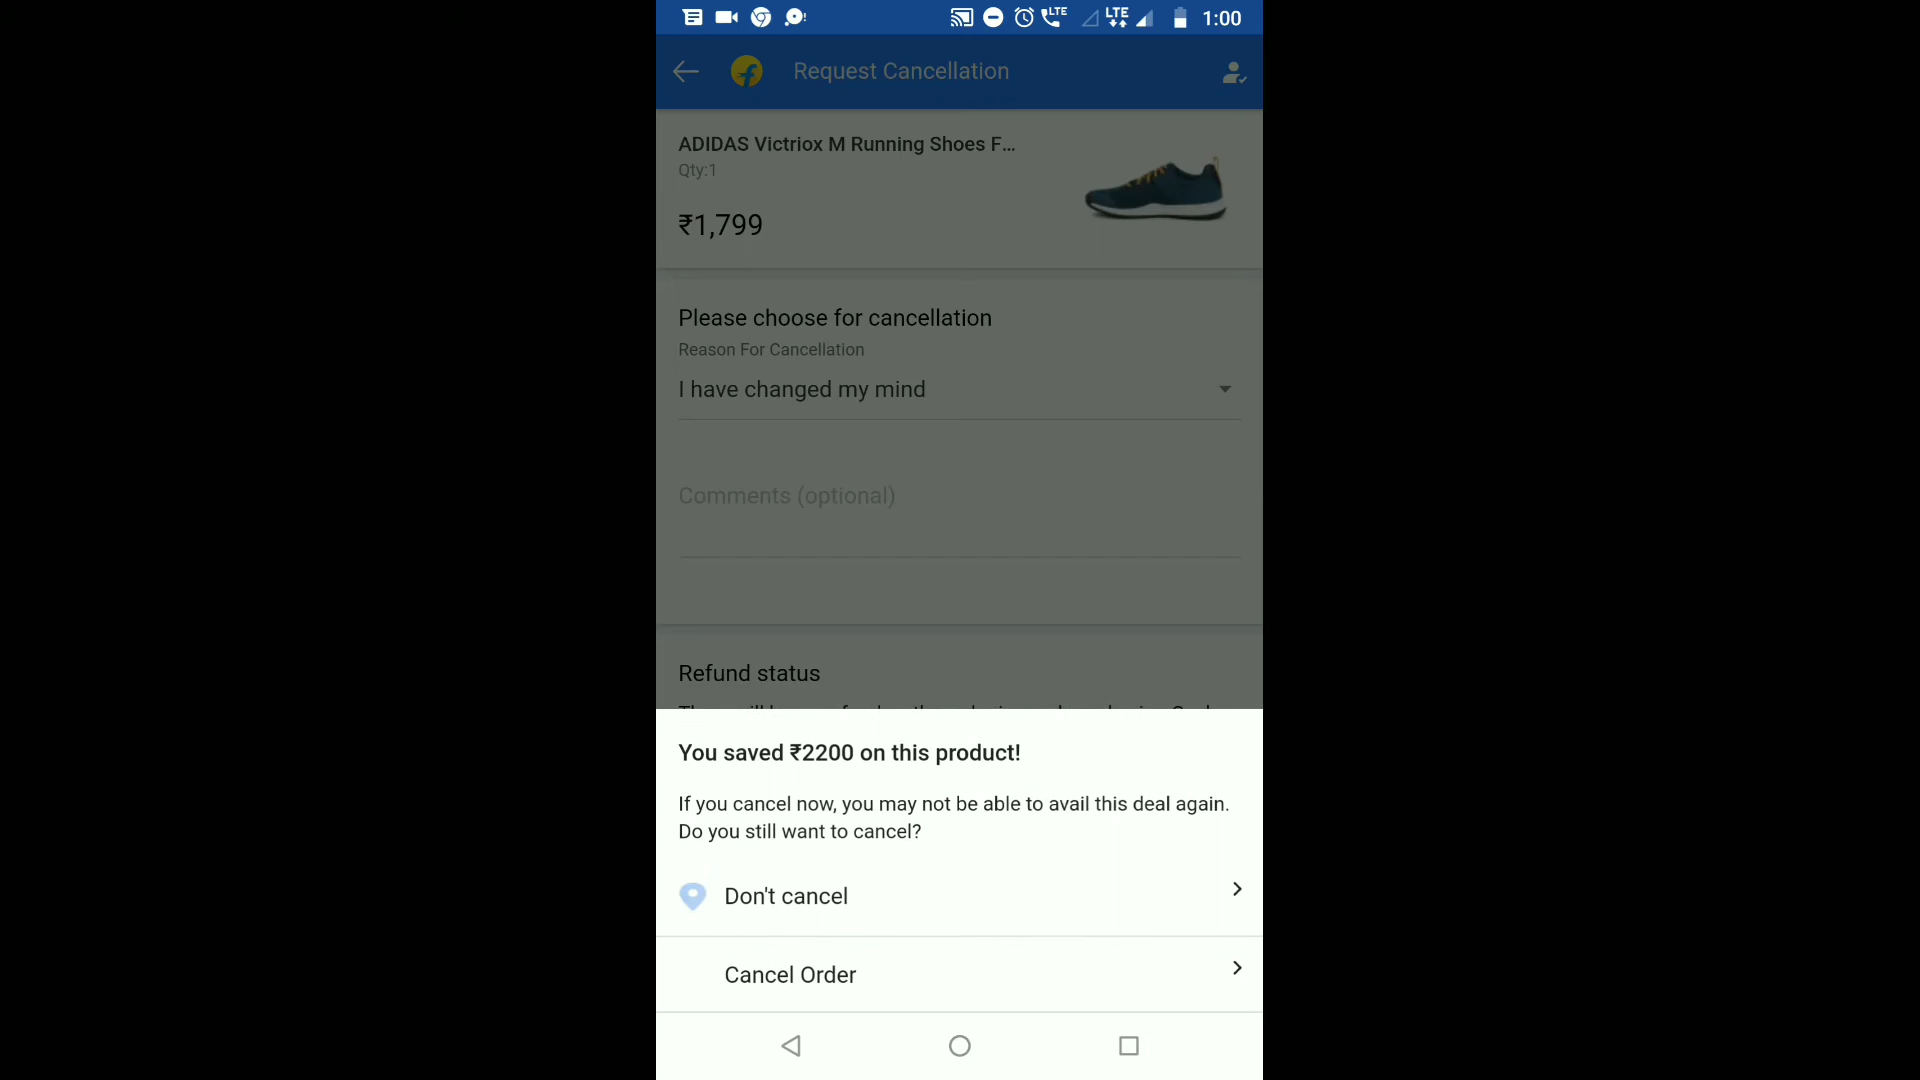 LTE LTE 1:00
Request Cancellation
ADIDAS Victriox M Running Shoes F...
Qty:1
₹1,799
Please choose for cancellation
Reason For Cancellation
I have changed my mind
Comments (optional)
Refund status
You saved ₹2200 on this product!
If you cancel now, you may not be able to avail this deal again.
Do you still want to cancel?
Don't cancel
Cancel Order